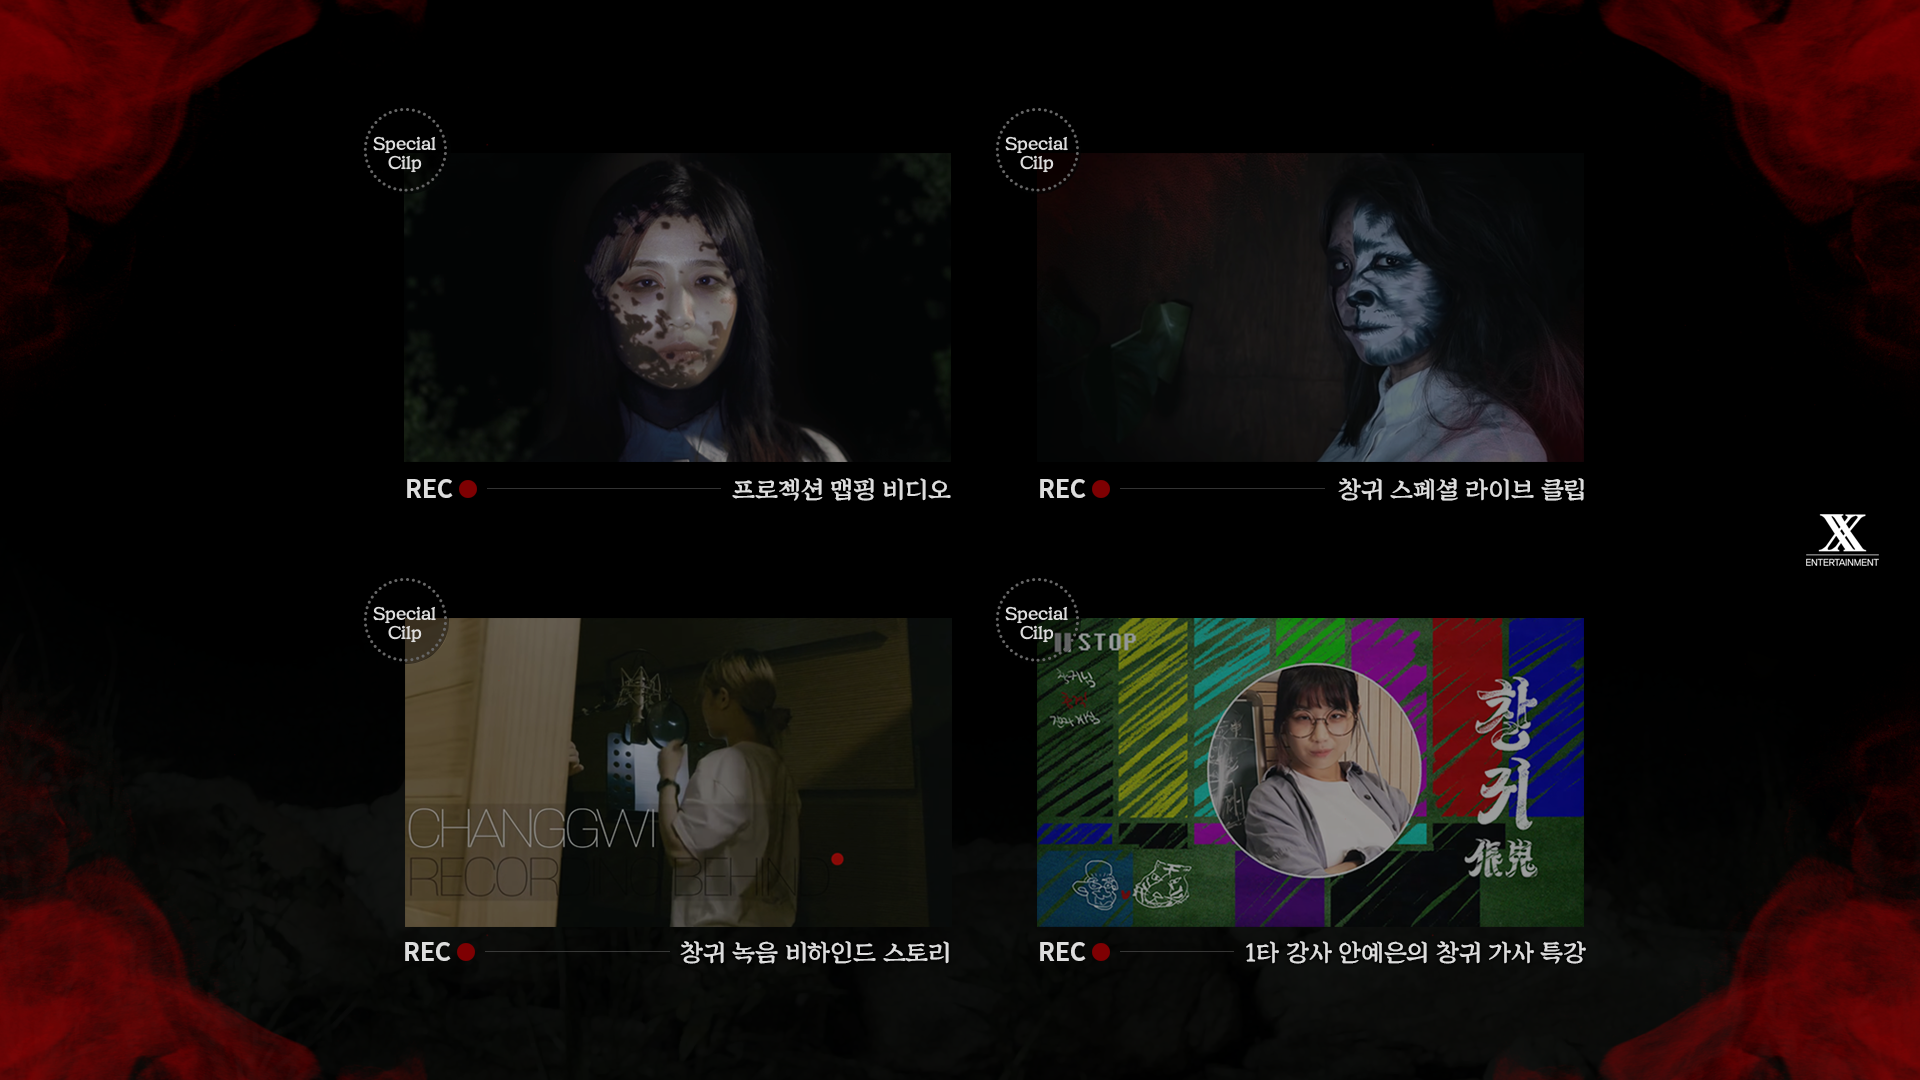 Special
Cilp
REC
프로젝션 맵핑 비디오
Special
Cilp
REC
창귀 스페셜 라이브 클립
XX
ENTERTAINMENT
Special
Cilp
CHANGGWI
REC
창귀 녹음 비하인드 스토리
Special
Cilp
STOP
창귀
倀鬼
REC
1타 강사 안예은의 창귀 가사 특강